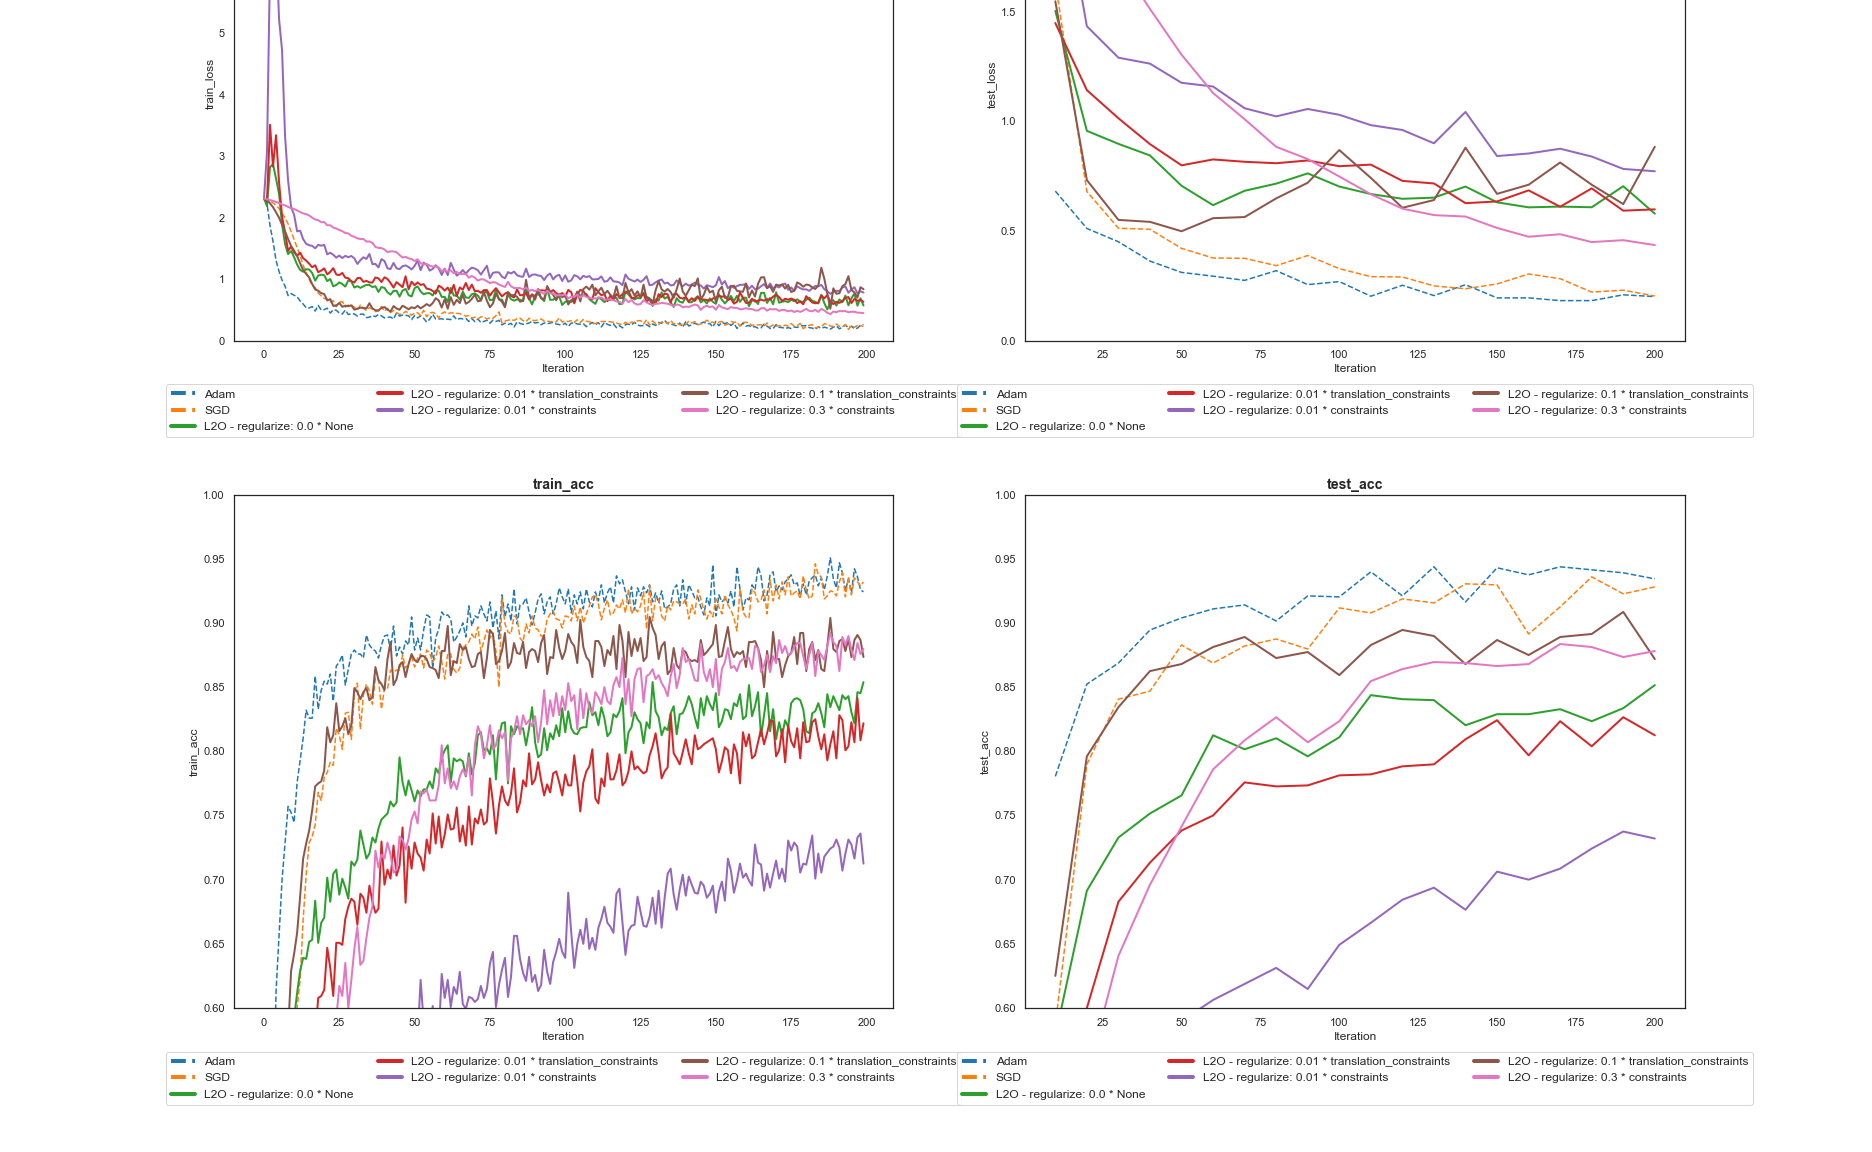 5
4
3
2
1
0
train_loss
0
25
50
75
100
125
150
175
200
Iteration
Adam
SGD
L2O - regularize: 0.0 * None
L2O - regularize: 0.01 * translation_constraints
L2O - regularize: 0.01 * constraints
L2O - regularize: 0.1 * translation_constraints
L2O - regularize: 0.3 * constraints
1.5
1.0
0.5
0.0
test_loss
25
50
75
100
125
150
175
200
Iteration
Adam
SGD
L2O - regularize: 0.0 * None
L2O - regularize: 0.01 * translation_constraints
L2O - regularize: 0.01 * constraints
L2O - regularize: 0.1 * translation_constraints
L2O - regularize: 0.3 * constraints
train_acc
1.00
0.95
0.90
0.85
0.80
0.75
0.70
0.65
0.60
train_acc
0
25
50
75
100
125
150
175
200
Iteration
Adam
SGD
L2O - regularize: 0.0 * None
L2O - regularize: 0.01 * translation_constraints
L2O - regularize: 0.01 * constraints
L2O - regularize: 0.1 * translation_constraints
L2O - regularize: 0.3 * constraints
test_acc
1.00
0.95
0.90
0.85
0.80
0.75
0.70
0.65
0.60
test_acc
25
50
75
100
125
150
175
200
Iteration
Adam
SGD
L2O - regularize: 0.0 * None
L2O - regularize: 0.01 * translation_constraints
L2O - regularize: 0.01 * constraints
L2O - regularize: 0.1 * translation_constraints
L2O - regularize: 0.3 * constraints